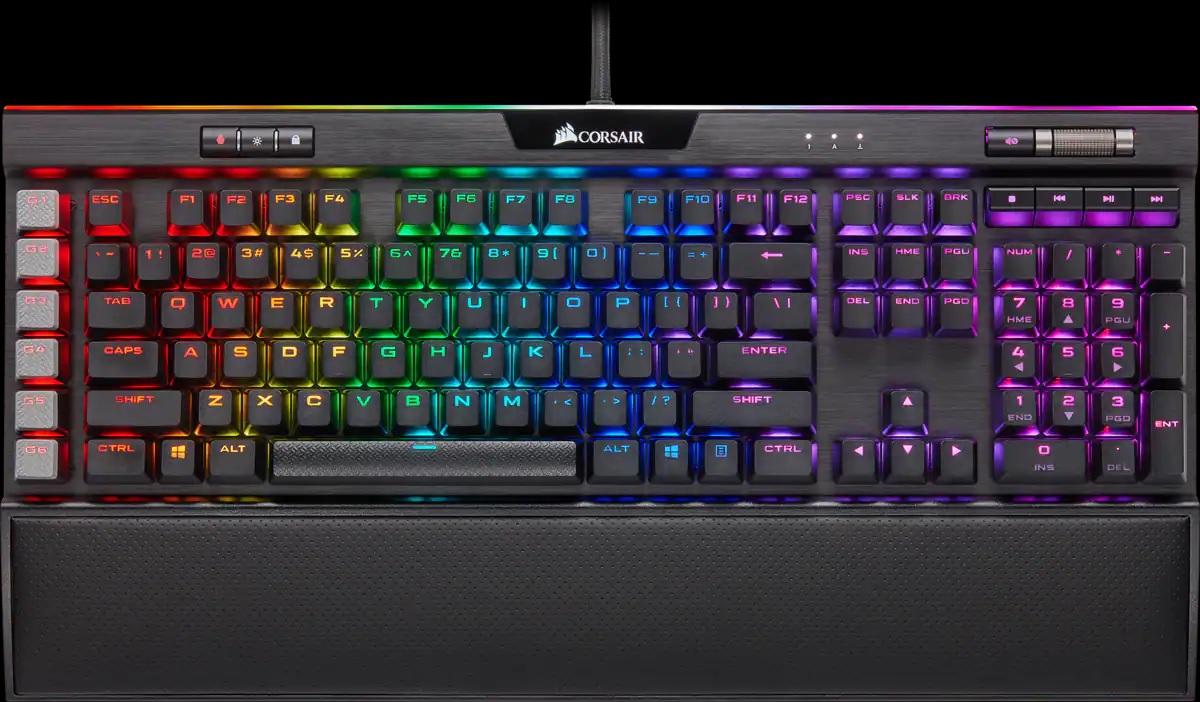 CORSAIR
1 A
G1 ESC F1 F2 F3 F4 F5 F6 F7 F8 F9 F10 F11 F12 PSC SLK BRK
G2 ` ~ 1 ! 2 @ 3 # 4 $ 5 % 6 ^ 7 & 8 * 9 ( 0 ) - _ = + ← INS HME PGU NUM / * -
G3 TAB Q W E R T Y U I O P [ { ] } \ | DEL END PGD 7 HME 8 ▲ 9 PGU +
G4 CAPS A S D F G H J K L ; : ' " ENTER 4 ◀ 5 6 ▶
G5 SHIFT Z X C V B N M , < . > / ? SHIFT ▲ 1 END 2 ▼ 3 PGD ENT
G6 CTRL ALT ALT CTRL ◀ ▼ ▶ 0 INS . DEL